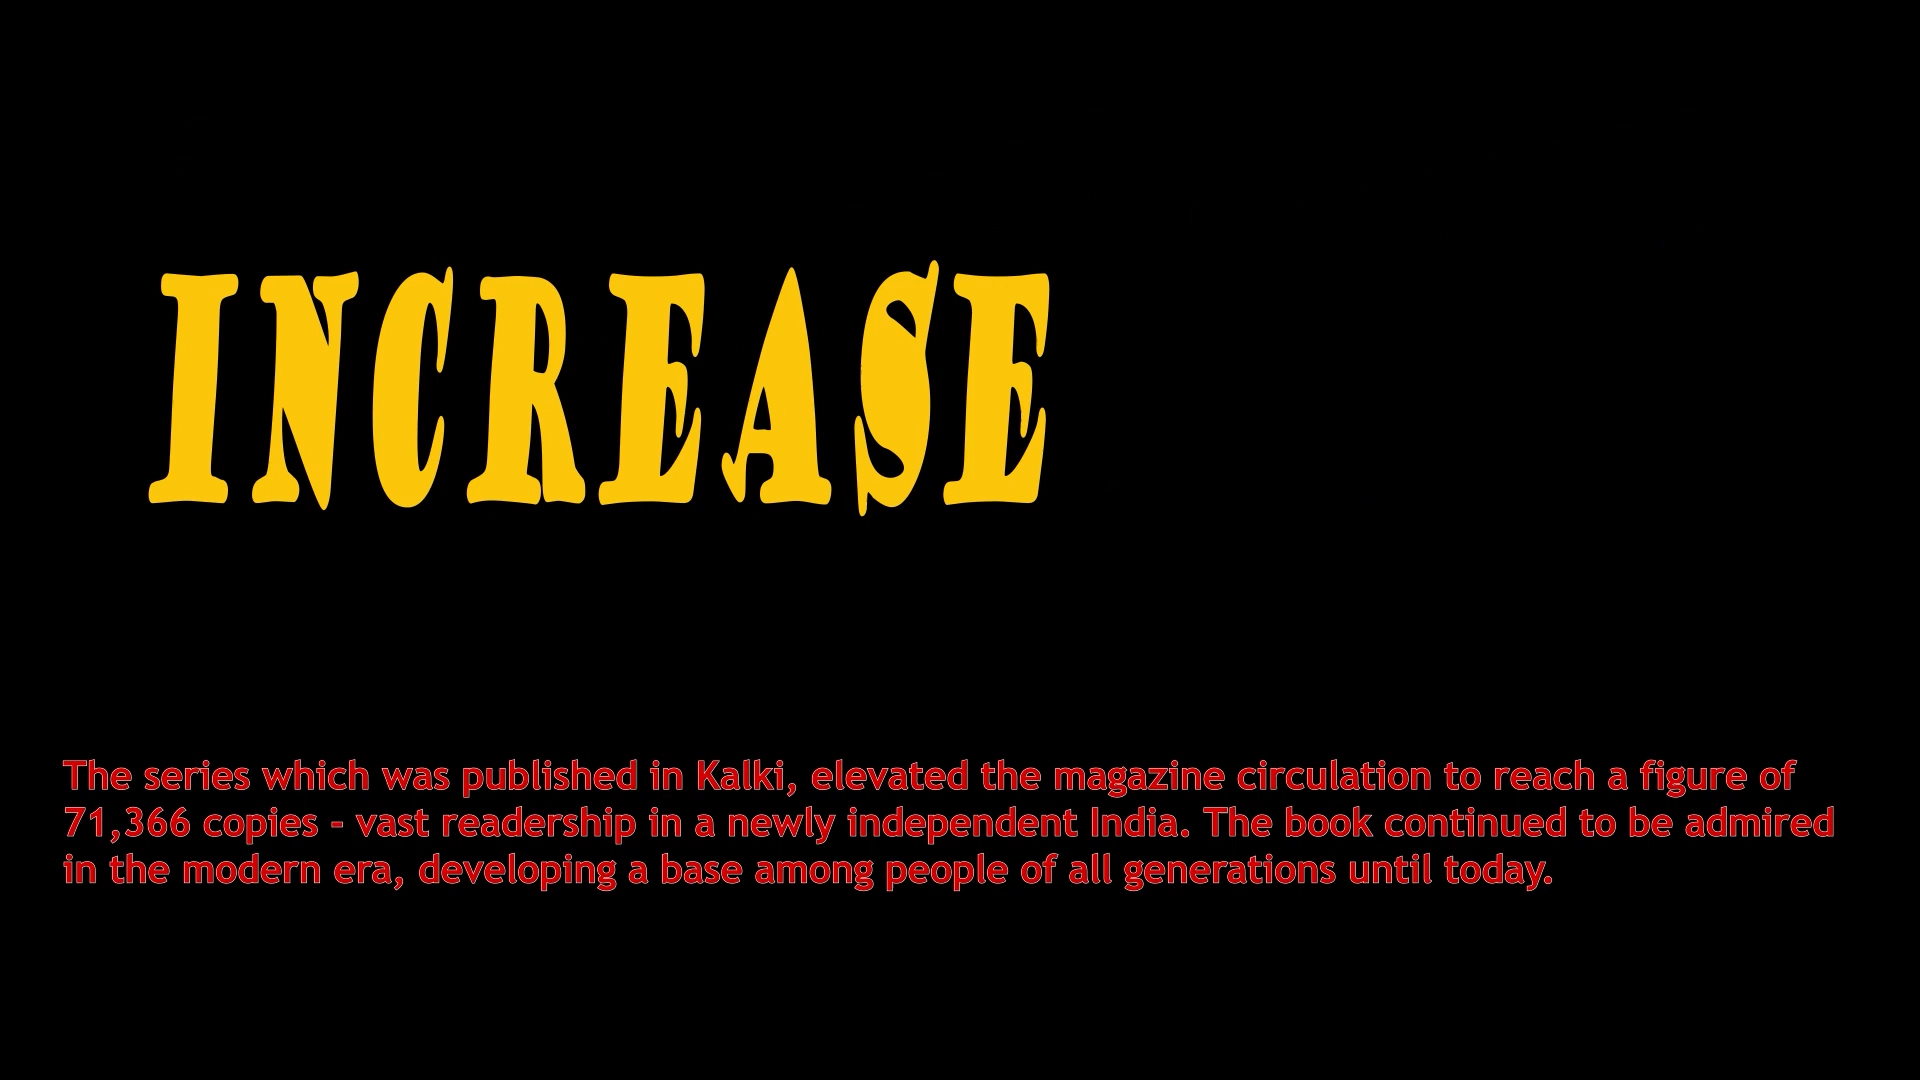 INCREASE
The series which was published in Kalki, elevated the magazine circulation to reach a figure of
71,366 copies - vast readership in a newly independent India. The book continued to be admired
in the modern era, developing a base among people of all generations until today.